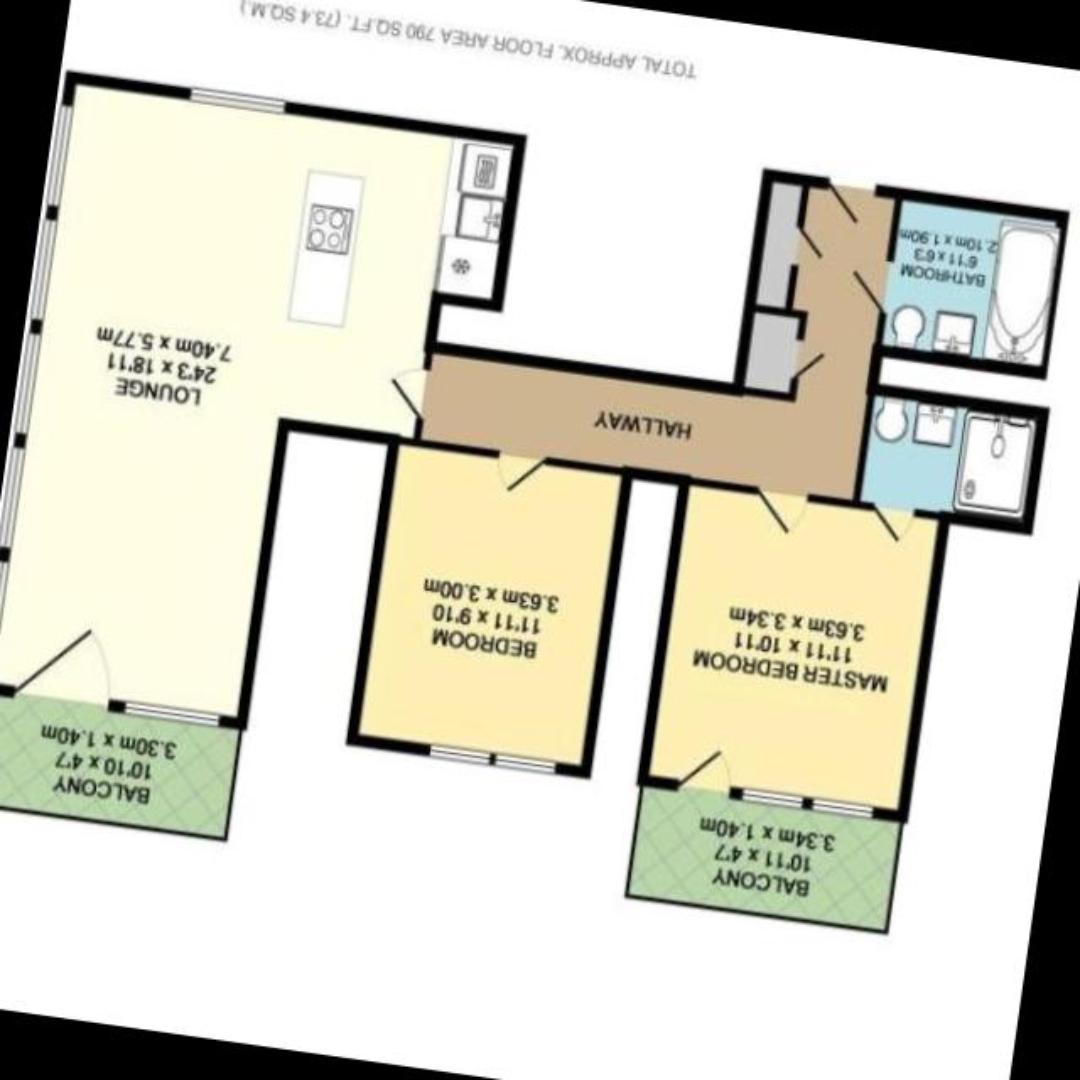 BALCONY
10'11 x 4'7
3.34m x 1.40m
BALCONY
10'10 x 4'7
3.30m x 1.40m
MASTER BEDROOM
11'11 x 10'11
3.63m x 3.34m
BEDROOM
11'11 x 9'10
3.63m x 3.00m
HALLWAY
LOUNGE
24'3 x 18'11
7.40m x 5.77m
BATHROOM
6'11 x 6'3
2.10m x 1.90m
TOTAL APPROX. FLOOR AREA 790 SQ.FT. (73.4 SQ.M.)